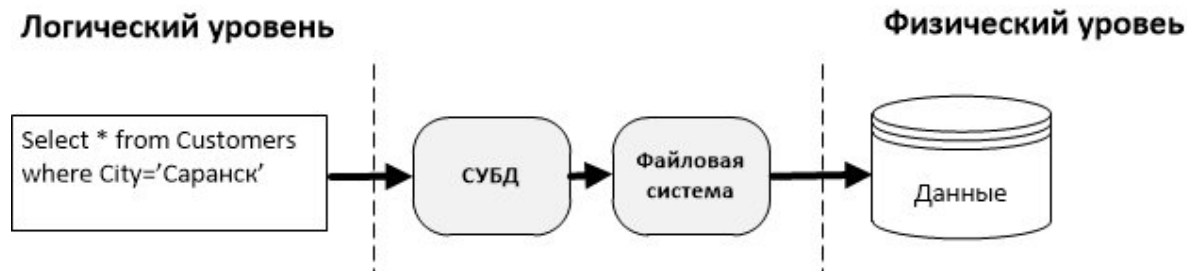 Логический уровень
Физический уровеь
Select * from Customers
where City=’Саранск’
СУБД
Файловая
система
Данные